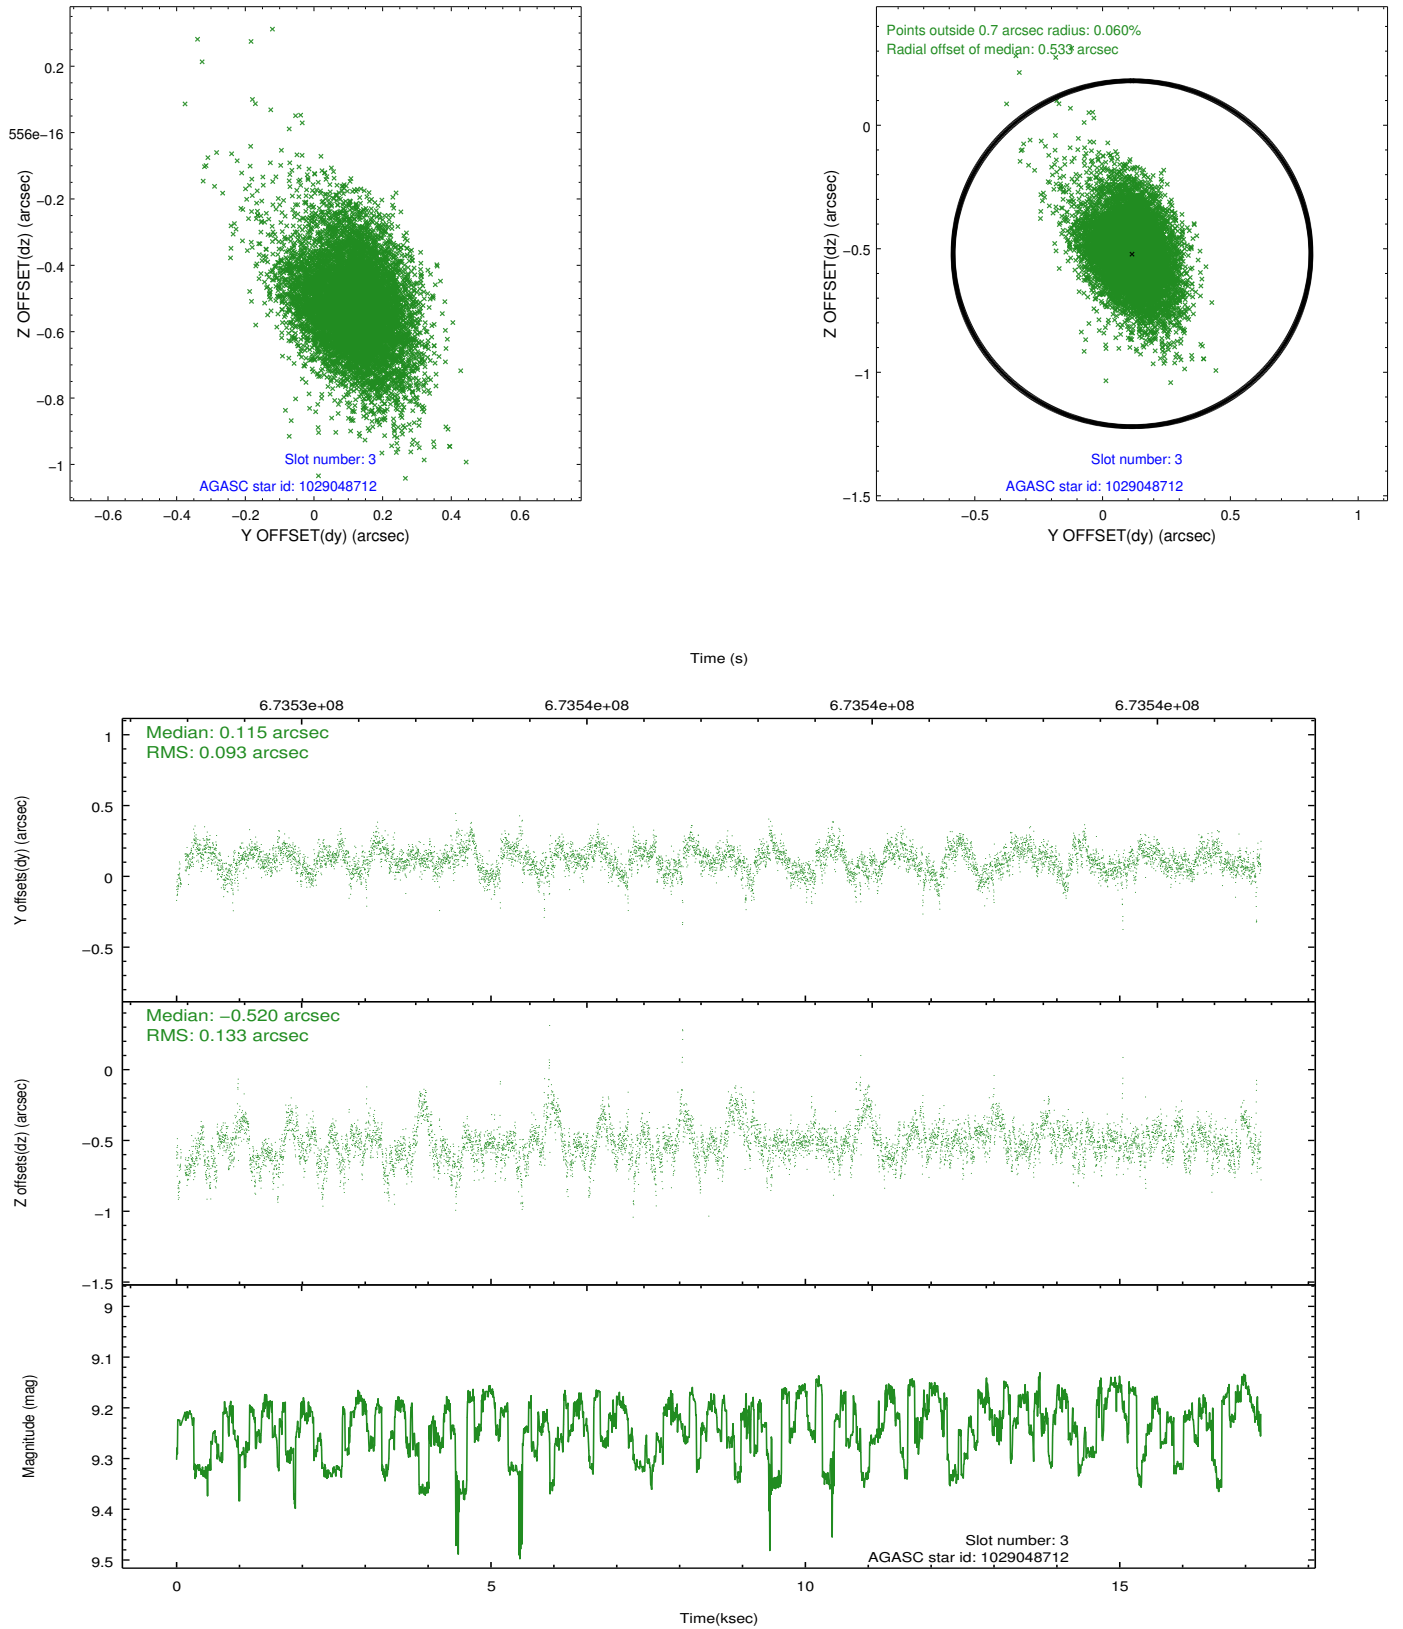 0.2
556e−16
−0.2
−0.4
−0.6
−0.8
−1
Z OFFSET(dz) (arcsec)
Slot number: 3
AGASC star id: 1029048712
−0.6 −0.4 −0.2 0 0.2 0.4 0.6
Y OFFSET(dy) (arcsec)
Points outside 0.7 arcsec radius: 0.060%
Radial offset of median: 0.533 arcsec
0
−0.5
−1
−1.5
Z OFFSET(dz) (arcsec)
Slot number: 3
AGASC star id: 1029048712
−0.5 0 0.5 1
Y OFFSET(dy) (arcsec)
Time (s)
6.7353e+08 6.7354e+08 6.7354e+08 6.7354e+08
Median: 0.115 arcsec
RMS: 0.093 arcsec
1
0.5
0
−0.5
Y offsets(dy) (arcsec)
Median: −0.520 arcsec
RMS: 0.133 arcsec
0
−0.5
−1
−1.5
Z offsets(dz) (arcsec)
9
9.1
9.2
9.3
9.4
9.5
Magnitude (mag)
Slot number: 3
AGASC star id: 1029048712
0 5 10 15
Time(ksec)